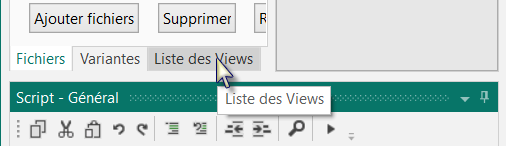 Ajouter fichiers Supprimer R
Fichiers Variantes Liste des Views
Script - Général
Liste des Views